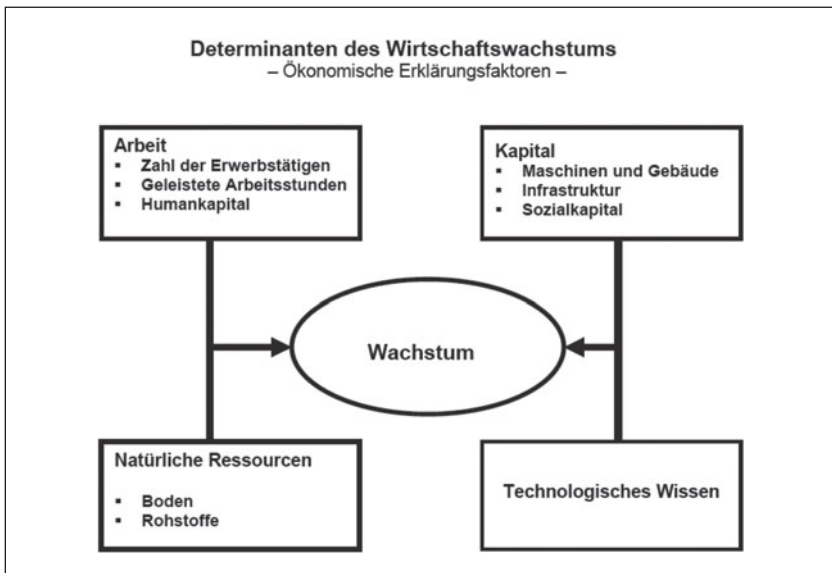 Determinanten des Wirtschaftswachstums
– Ökonomische Erklärungsfaktoren –
Arbeit
▪ Zahl der Erwerbstätigen
▪ Geleistete Arbeitsstunden
▪ Humankapital
Kapital
▪ Maschinen und Gebäude
▪ Infrastruktur
▪ Sozialkapital
Wachstum
Natürliche Ressourcen
▪ Boden
▪ Rohstoffe
Technologisches Wissen